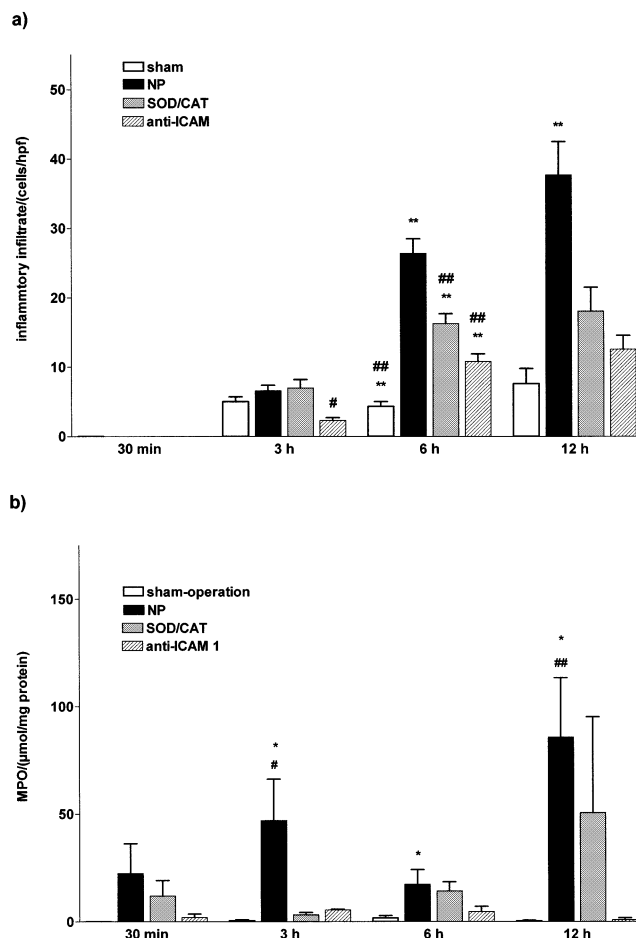 a)
sham
NP
SOD/CAT
anti-ICAM
inflammtory infiltrate/(cells/hpf)
50
40
30
20
10
0
**
**
##
**
##
**
##
**
#
30 min 3 h 6 h 12 h
b)
sham-operation
NP
SOD/CAT
anti-ICAM 1
MPO/(μmol/mg protein)
150
100
50
0
*
##
*
#
*
30 min 3 h 6 h 12 h